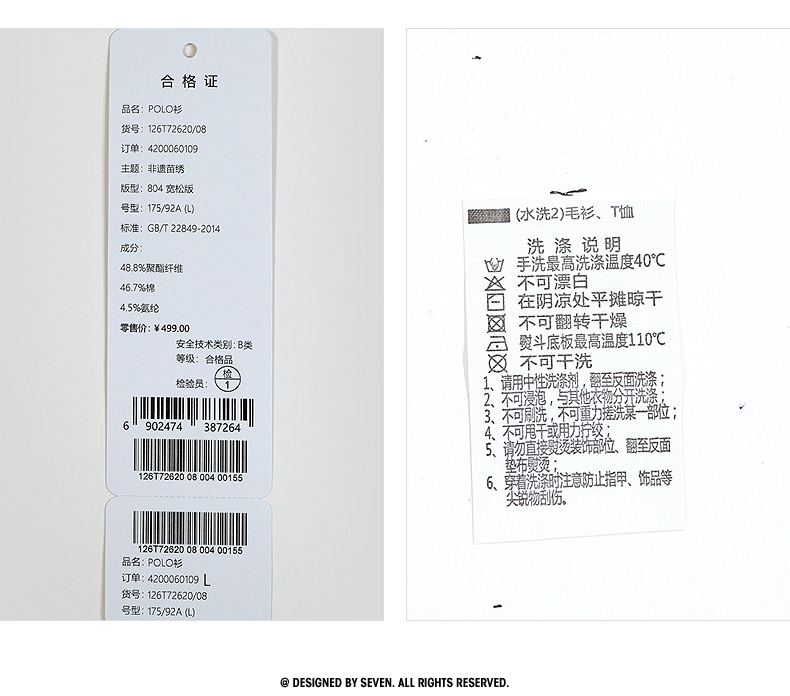 合格证
品名：POLO衫
货号：126T72620/08
订单：4200060109
主题：非遗苗绣
版型：804 宽松版
号型：175/92A (L)
标准：GB/T 22849-2014
成分：
48.8%聚酯纤维
46.7%棉
4.5%氨纶
零售价：¥499.00
安全技术类别：B类
等级：合格品
检验员：检1
6 902474 387264
126T72620 08 004 00155
126T72620 08 004 00155
品名：POLO衫
订单：4200060109 L
货号：126T72620/08
号型：175/92A (L)
(水洗2)毛衫、T恤
洗涤说明
手洗最高洗涤温度40℃
不可漂白
在阴凉处平摊晾干
不可翻转干燥
熨斗底板最高温度110℃
不可干洗
1、请用中性洗涤剂，翻至反面洗涤；
2、不可浸泡，与其他衣物分开洗涤；
3、不可刷洗，不可重力搓洗某一部位；
4、不可甩干或用力拧绞；
5、请勿直接熨烫装饰部位、翻至反面
垫布熨烫；
6、穿着洗涤时注意防止指甲、饰品等
尖锐物刮伤。
@ DESIGNED BY SEVEN. ALL RIGHTS RESERVED.